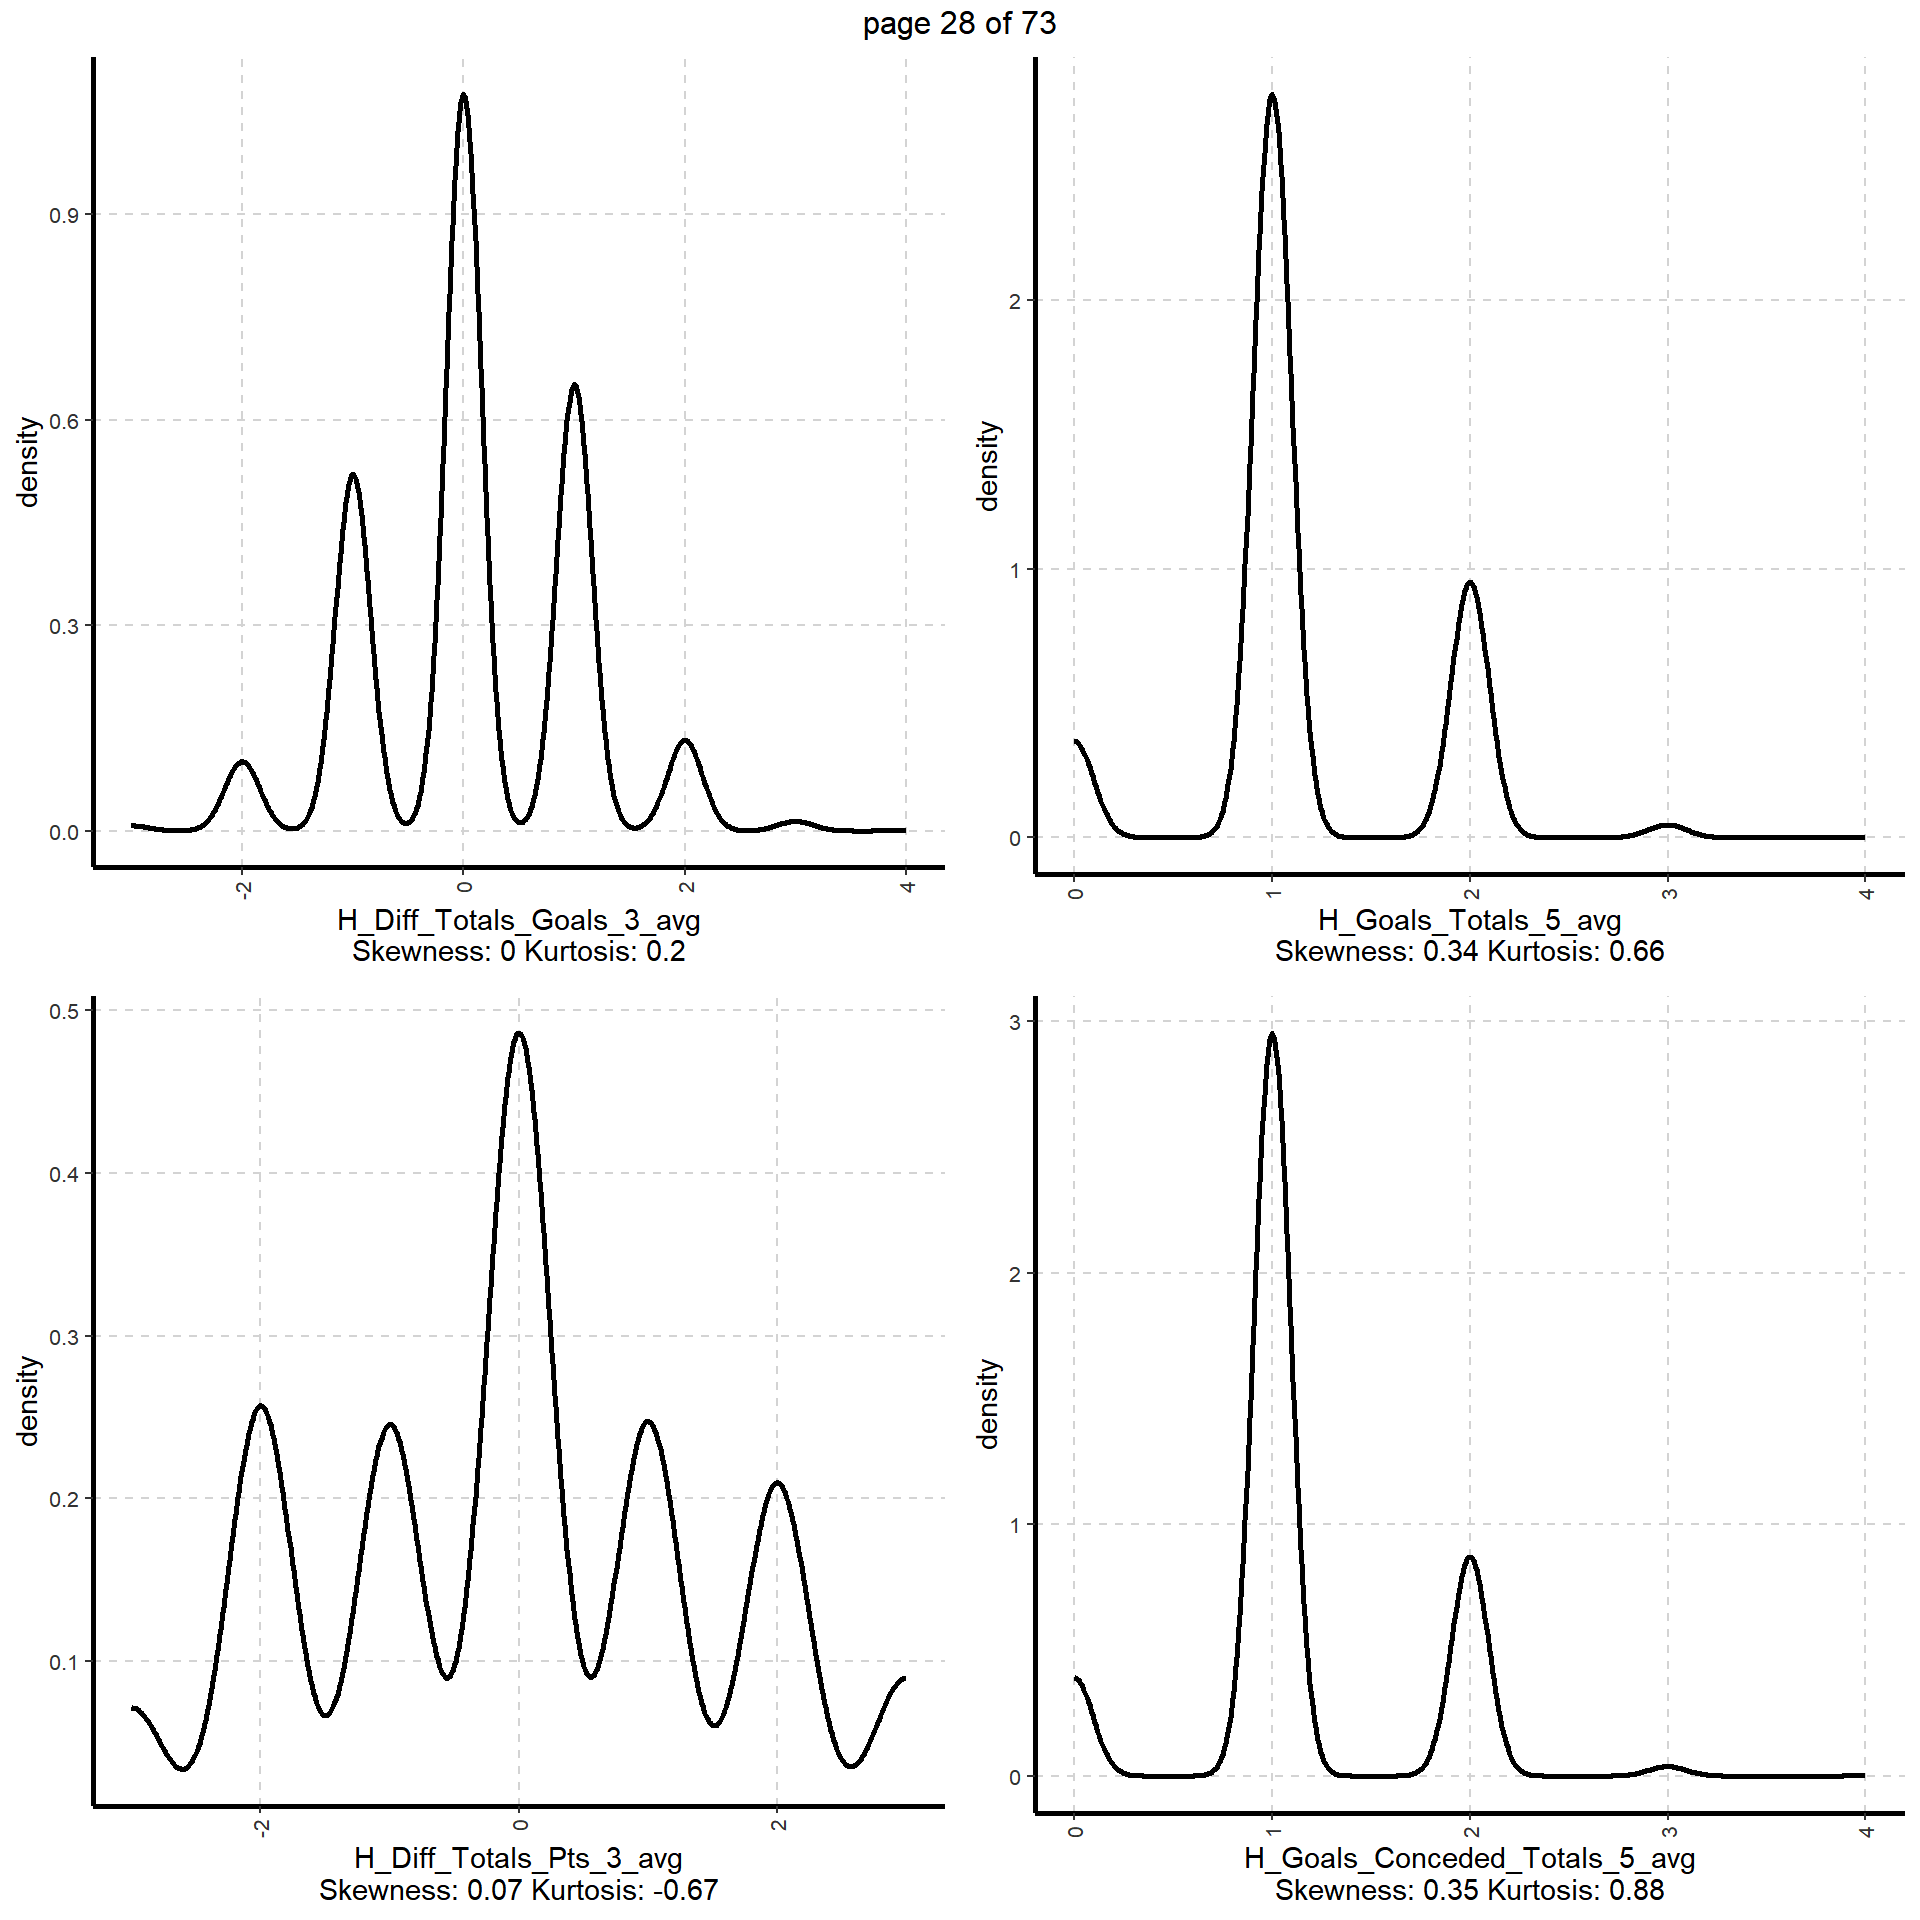 page 28 of 73
density
0.9
0.6
0.3
0.0
-2
0
2
4
H_Diff_Totals_Goals_3_avg
Skewness: 0 Kurtosis: 0.2
density
2
1
0
0
1
2
3
4
H_Goals_Totals_5_avg
Skewness: 0.34 Kurtosis: 0.66
density
0.5
0.4
0.3
0.2
0.1
-2
0
2
H_Diff_Totals_Pts_3_avg
Skewness: 0.07 Kurtosis: -0.67
density
3
2
1
0
0
1
2
3
4
H_Goals_Conceded_Totals_5_avg
Skewness: 0.35 Kurtosis: 0.88